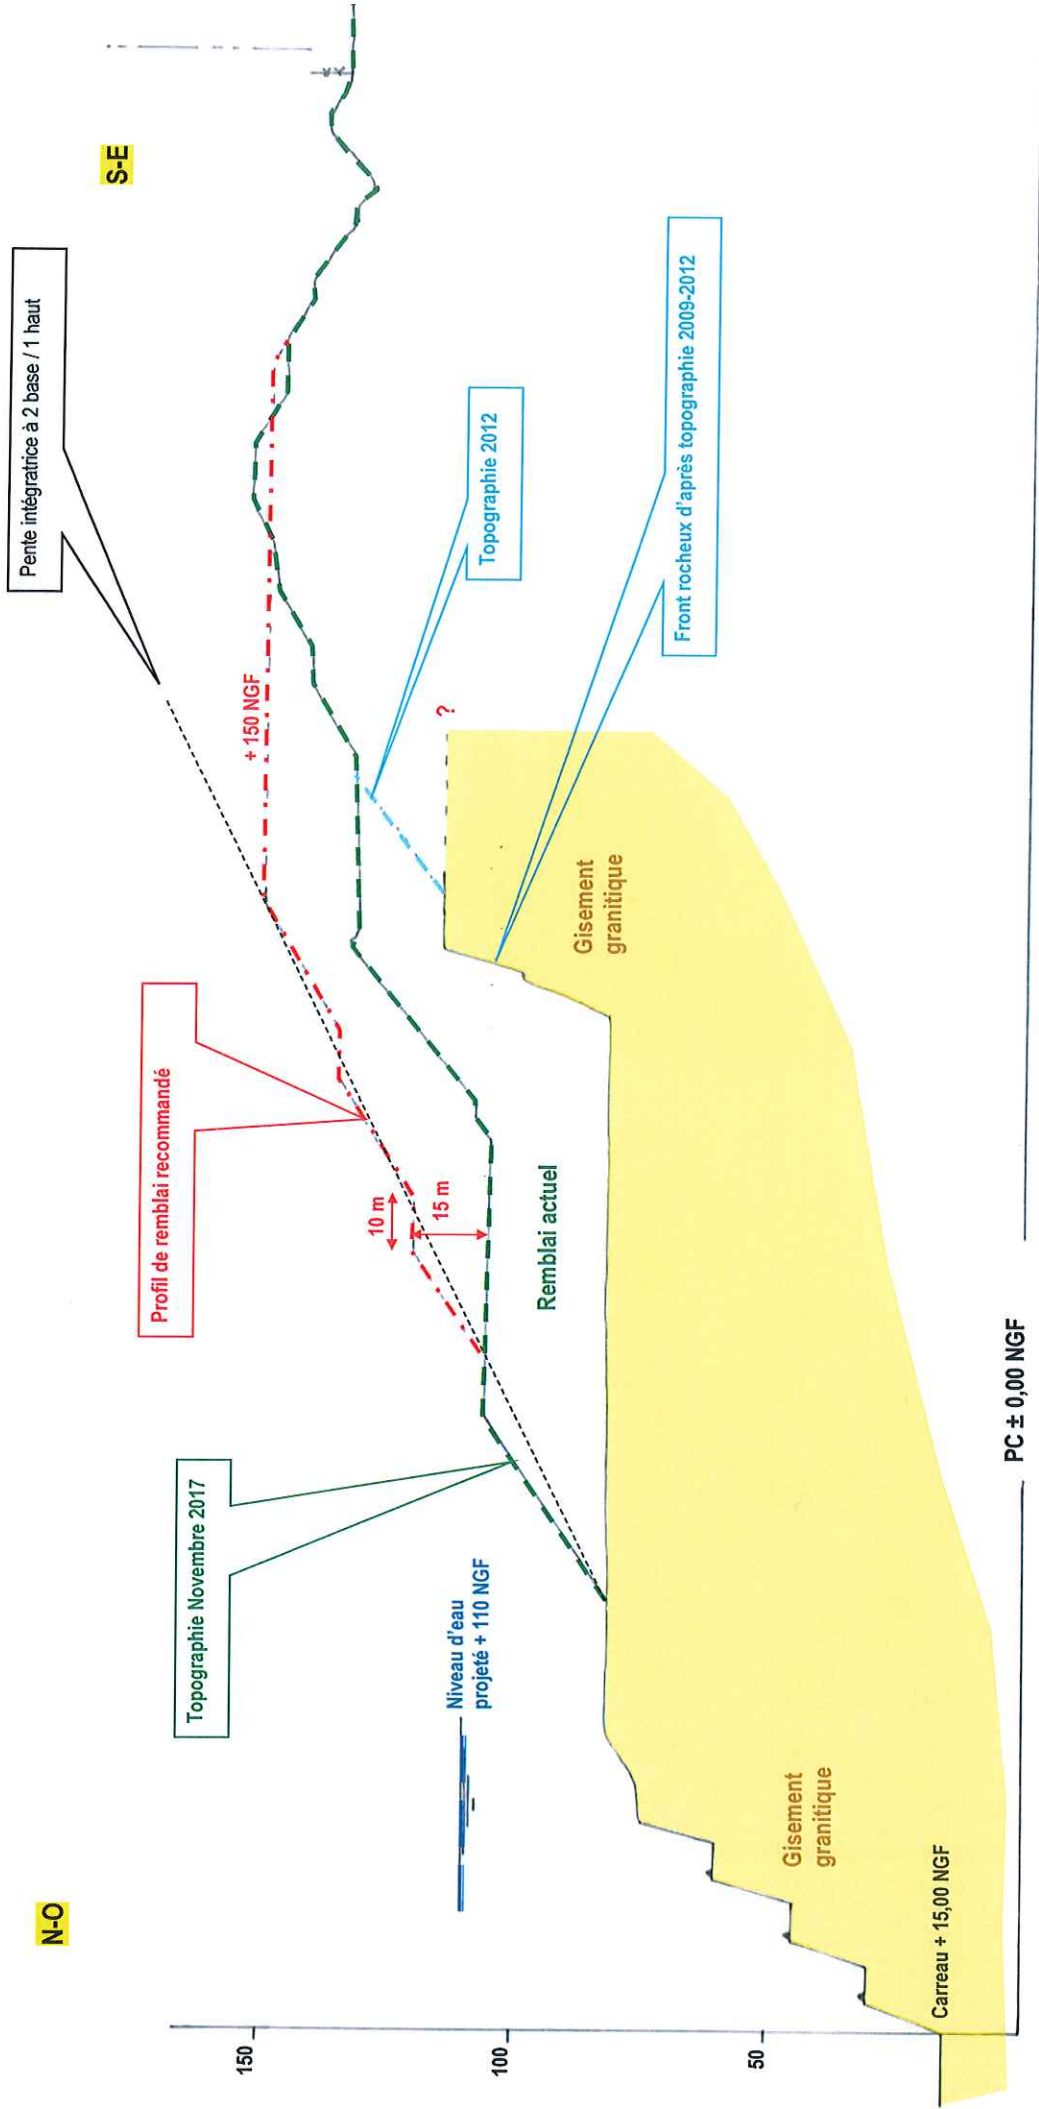 N-O
S-E
Pente intégratrice à 2 base / 1 haut
Profil de remblai recommandé
Topographie Novembre 2017
+ 150 NGF
150
10 m
15 m
Topographie 2012
?
Niveau d'eau
projeté + 110 NGF
100
Remblai actuel
Gisement
granitique
Front rocheux d'après topographie 2009-2012
50
Gisement
granitique
Carreau + 15,00 NGF
PC ± 0,00 NGF